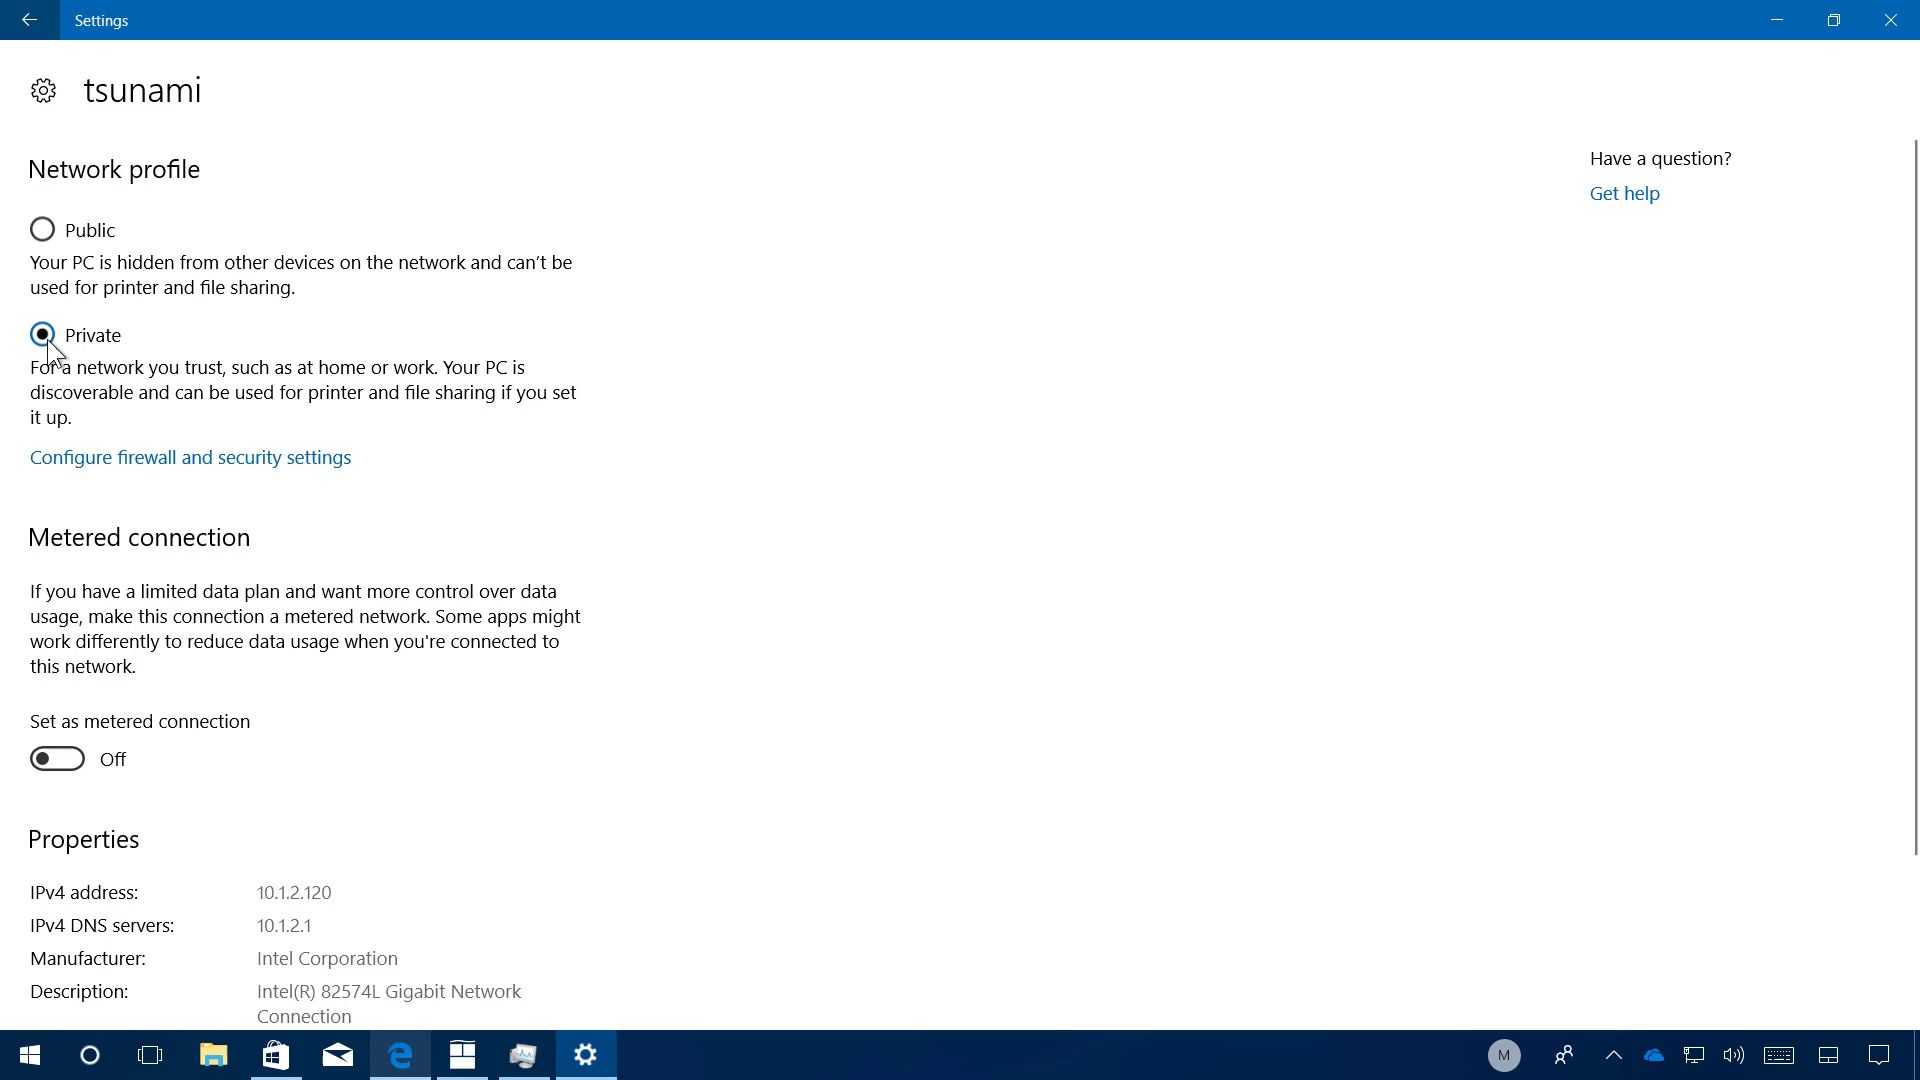 Settings
tsunami
Network profile
Public
Your PC is hidden from other devices on the network and can’t be
used for printer and file sharing.
Private
For a network you trust, such as at home or work. Your PC is
discoverable and can be used for printer and file sharing if you set
it up.
Configure firewall and security settings
Metered connection
If you have a limited data plan and want more control over data
usage, make this connection a metered network. Some apps might
work differently to reduce data usage when you're connected to
this network.
Set as metered connection
Off
Properties
IPv4 address: 10.1.2.120
IPv4 DNS servers: 10.1.2.1
Manufacturer: Intel Corporation
Description: Intel(R) 82574L Gigabit Network
Connection
Have a question?
Get help
M